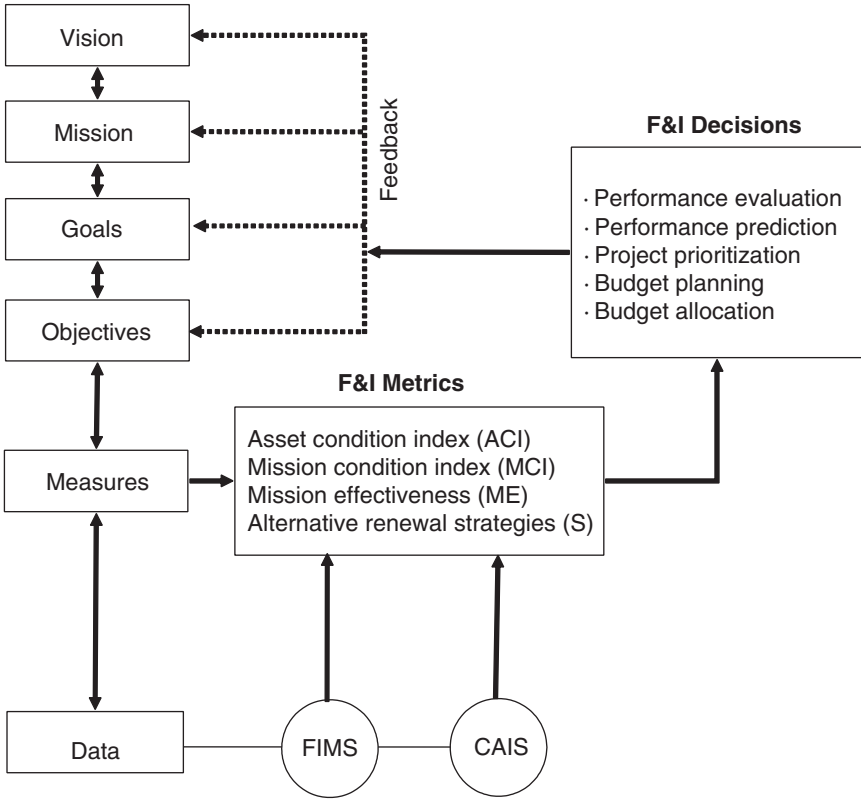 Vision
Mission
Goals
Objectives
Measures
Data
Feedback
F&I Decisions
· Performance evaluation
· Performance prediction
· Project prioritization
· Budget planning
· Budget allocation
F&I Metrics
Asset condition index (ACI)
Mission condition index (MCI)
Mission effectiveness (ME)
Alternative renewal strategies (S)
FIMS
CAIS